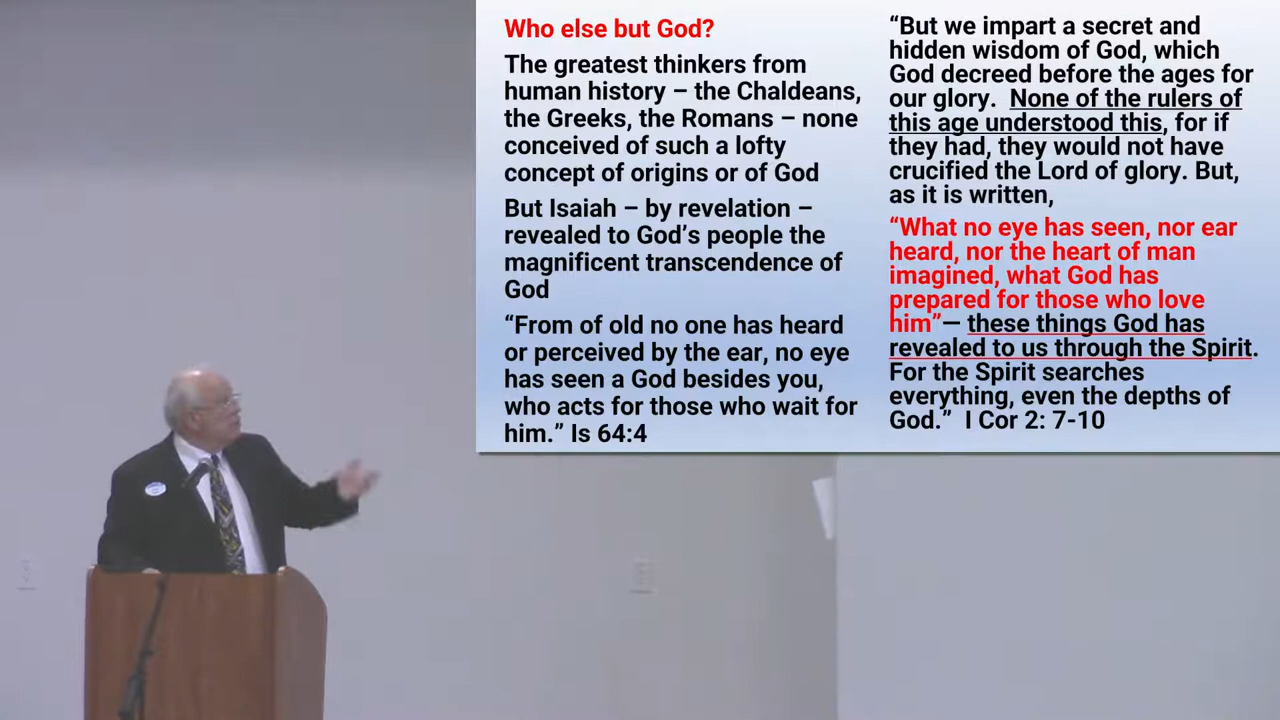 Who else but God?
The greatest thinkers from
human history – the Chaldeans,
the Greeks, the Romans – none
conceived of such a lofty
concept of origins or of God
But Isaiah – by revelation –
revealed to God's people the
magnificent transcendence of
God
“From of old no one has heard
or perceived by the ear, no eye
has seen a God besides you,
who acts for those who wait for
him.” Is 64:4
“But we impart a secret and
hidden wisdom of God, which
God decreed before the ages for
our glory.  None of the rulers of
this age understood this, for if
they had, they would not have
crucified the Lord of glory. But,
as it is written,
“What no eye has seen, nor ear
heard, nor the heart of man
imagined, what God has
prepared for those who love
him”— these things God has
revealed to us through the Spirit.
For the Spirit searches
everything, even the depths of
God.”  I Cor 2: 7-10